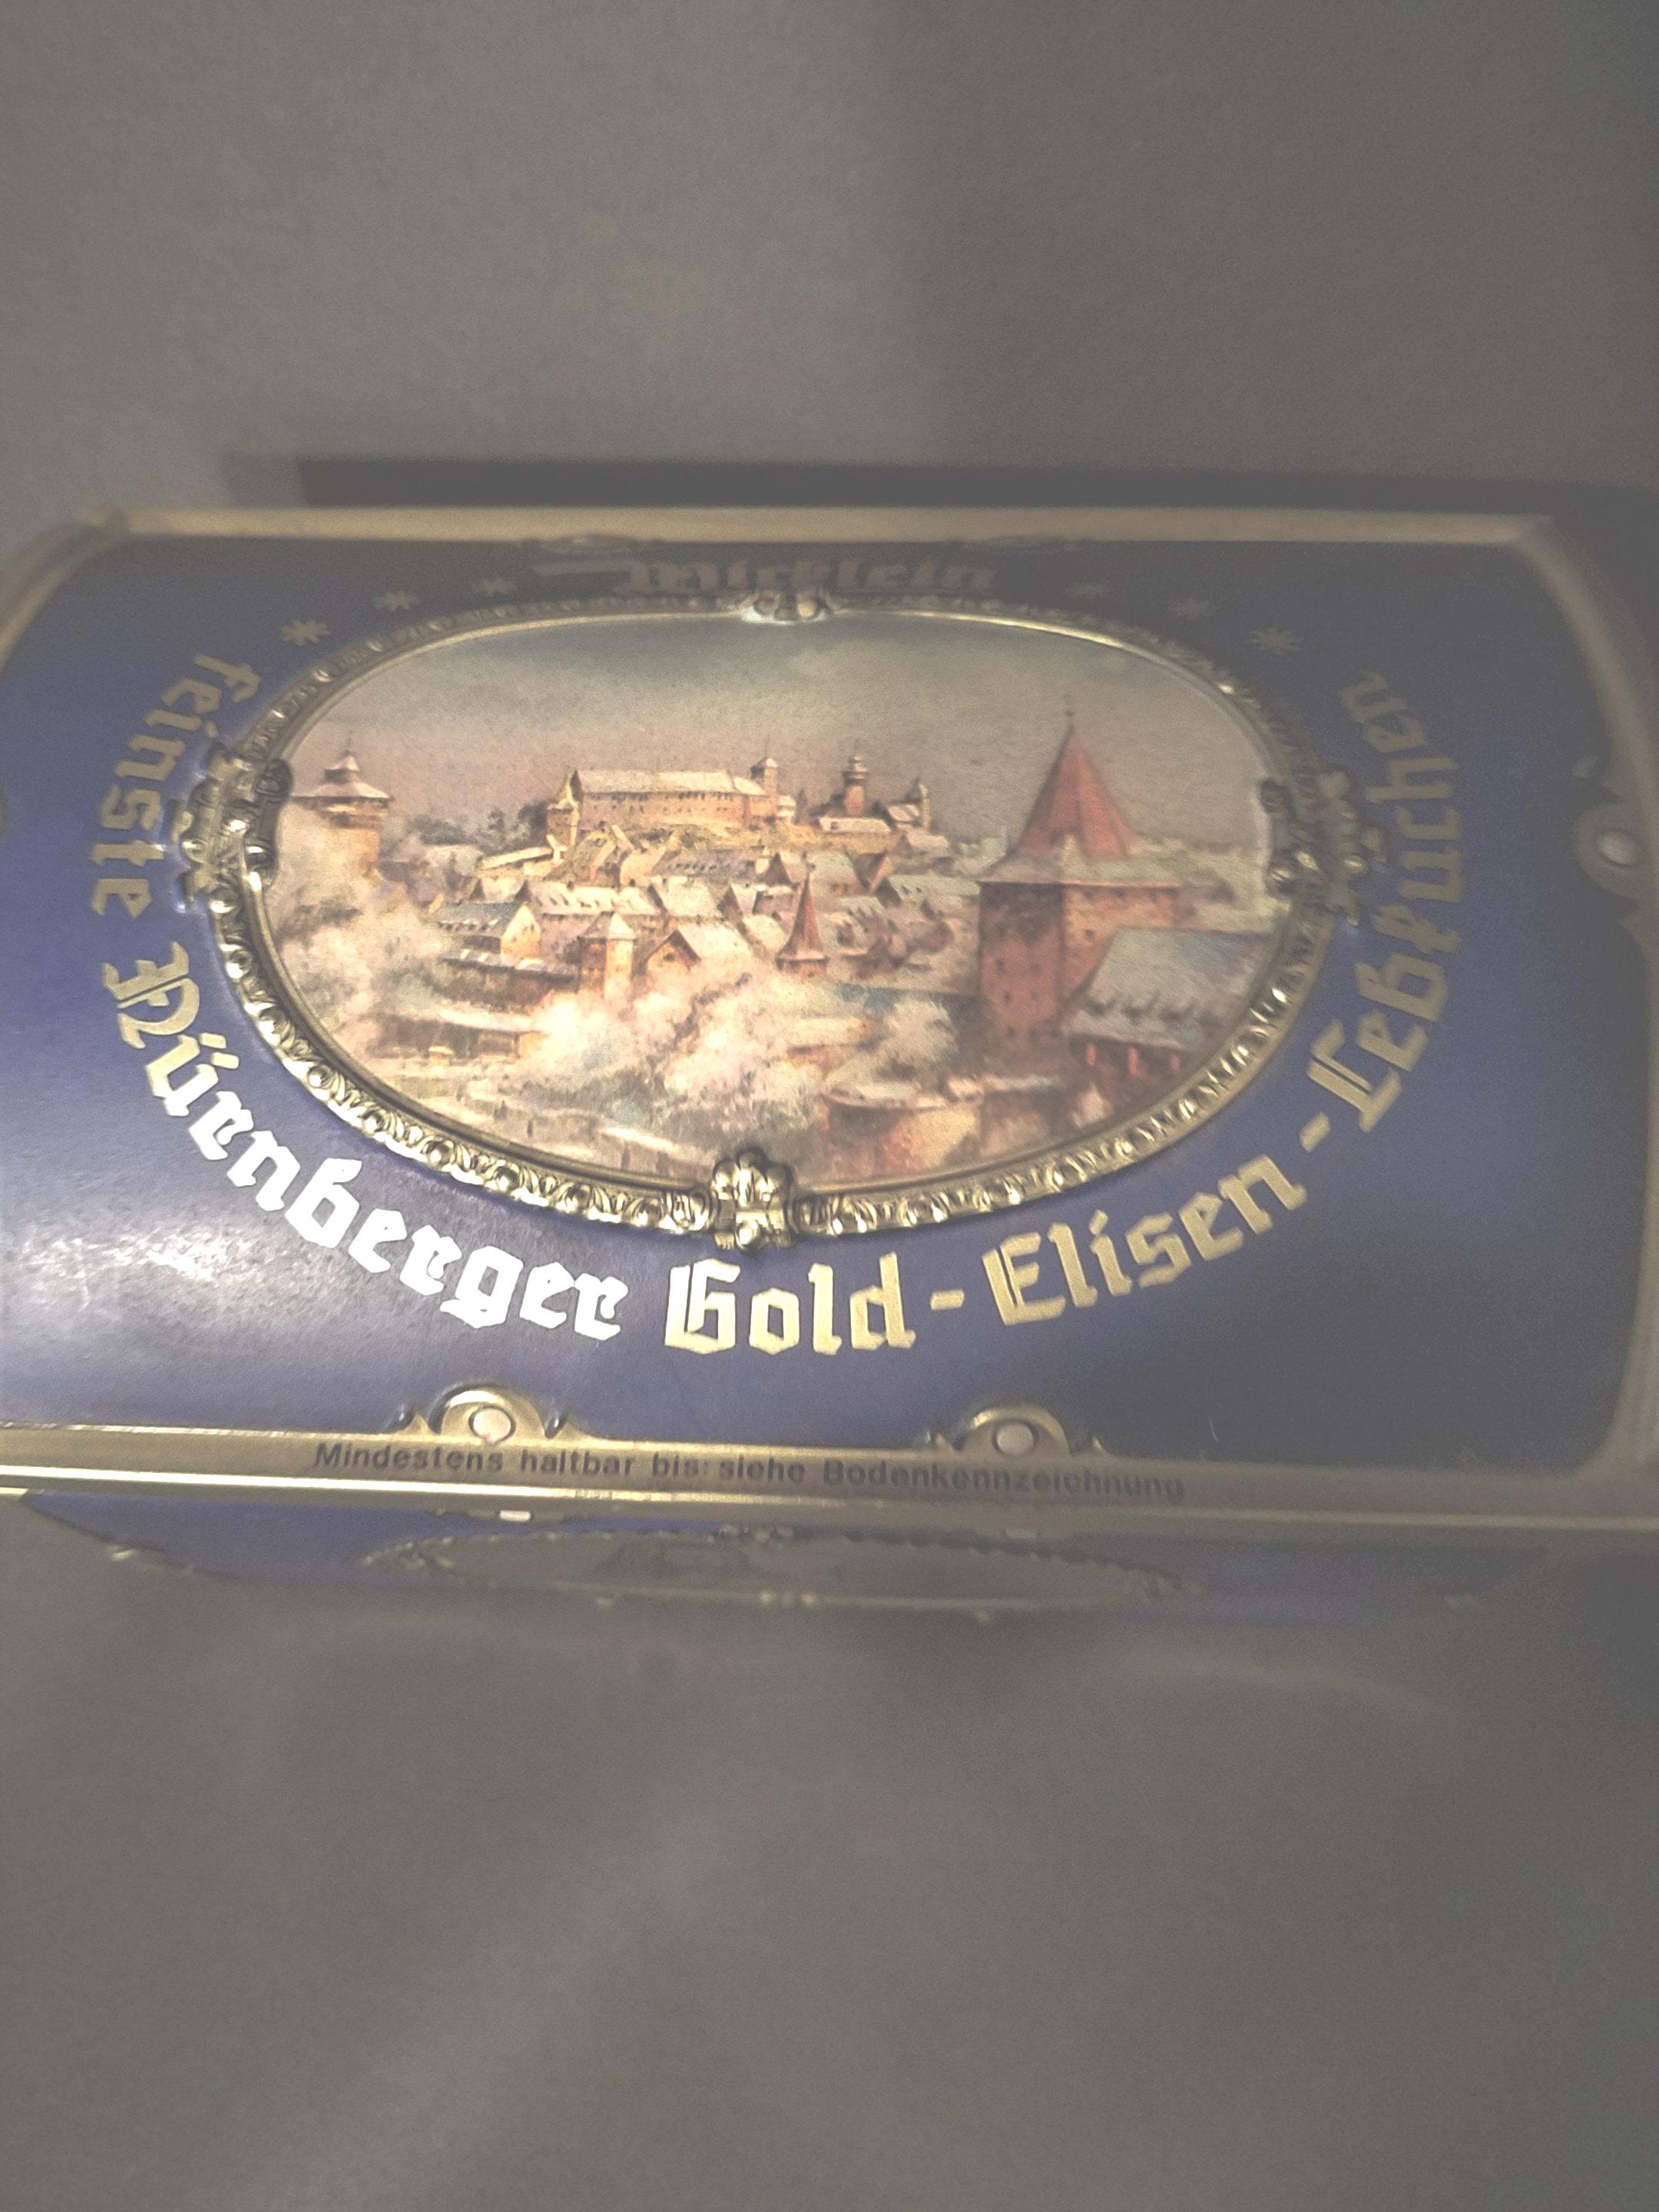 Wicklein
feinste Nürnberger Gold-Elisen-Lebkuchen
Mindestens haltbar bis: siehe Bodenkennzeichnung